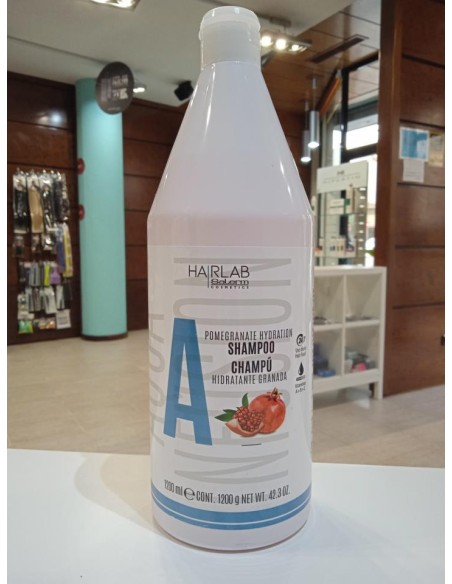 HAIRLAB
Salerm
COSMETICS
POMEGRANATE HYDRATION
SHAMPOO
CHAMPÚ
HIDRATANTE GRANADA
A
1200 ml e CONT. 1200 g NET WT. 42.3 OZ.